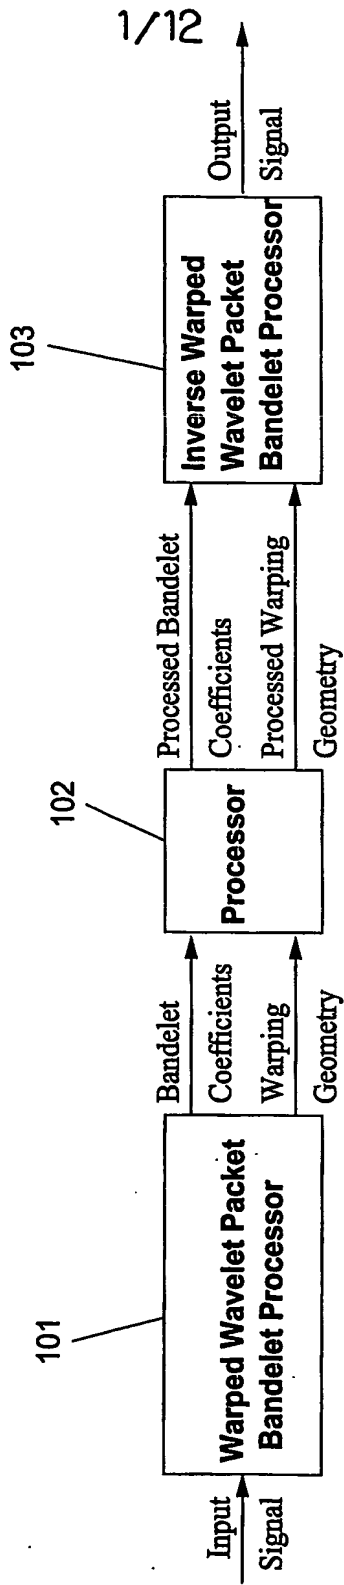 1/12
101
102
103
Input
Signal
Warped Wavelet Packet
Bandelet Processor
Bandelet
Coefficients
Warping
Geometry
Processor
Processed Bandelet
Coefficients
Processed Warping
Geometry
Inverse Warped
Wavelet Packet
Bandelet Processor
Output
Signal